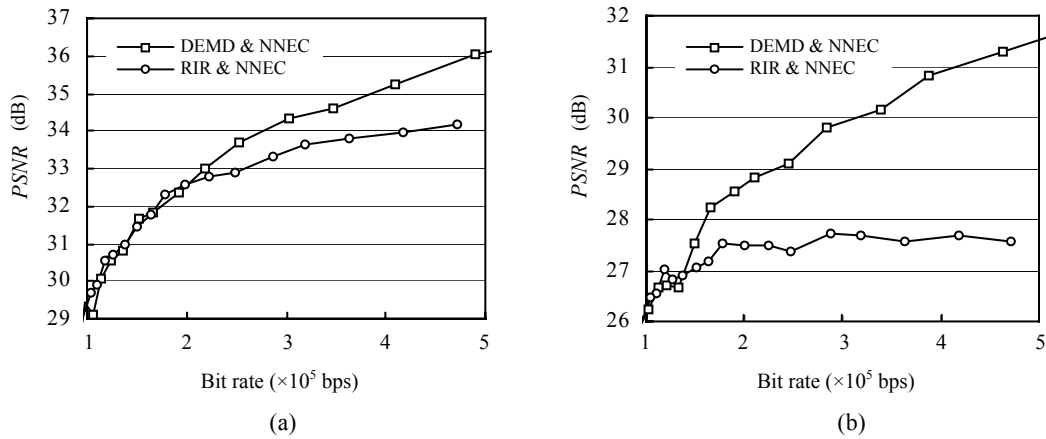 37
36
35
34
33
32
31
30
29
PSNR (dB)
DEMD & NNEC
RIR & NNEC
1 2 3 4 5
Bit rate (×10⁵ bps)
(a)
32
31
30
29
28
27
26
PSNR (dB)
DEMD & NNEC
RIR & NNEC
1 2 3 4 5
Bit rate (×10⁵ bps)
(b)